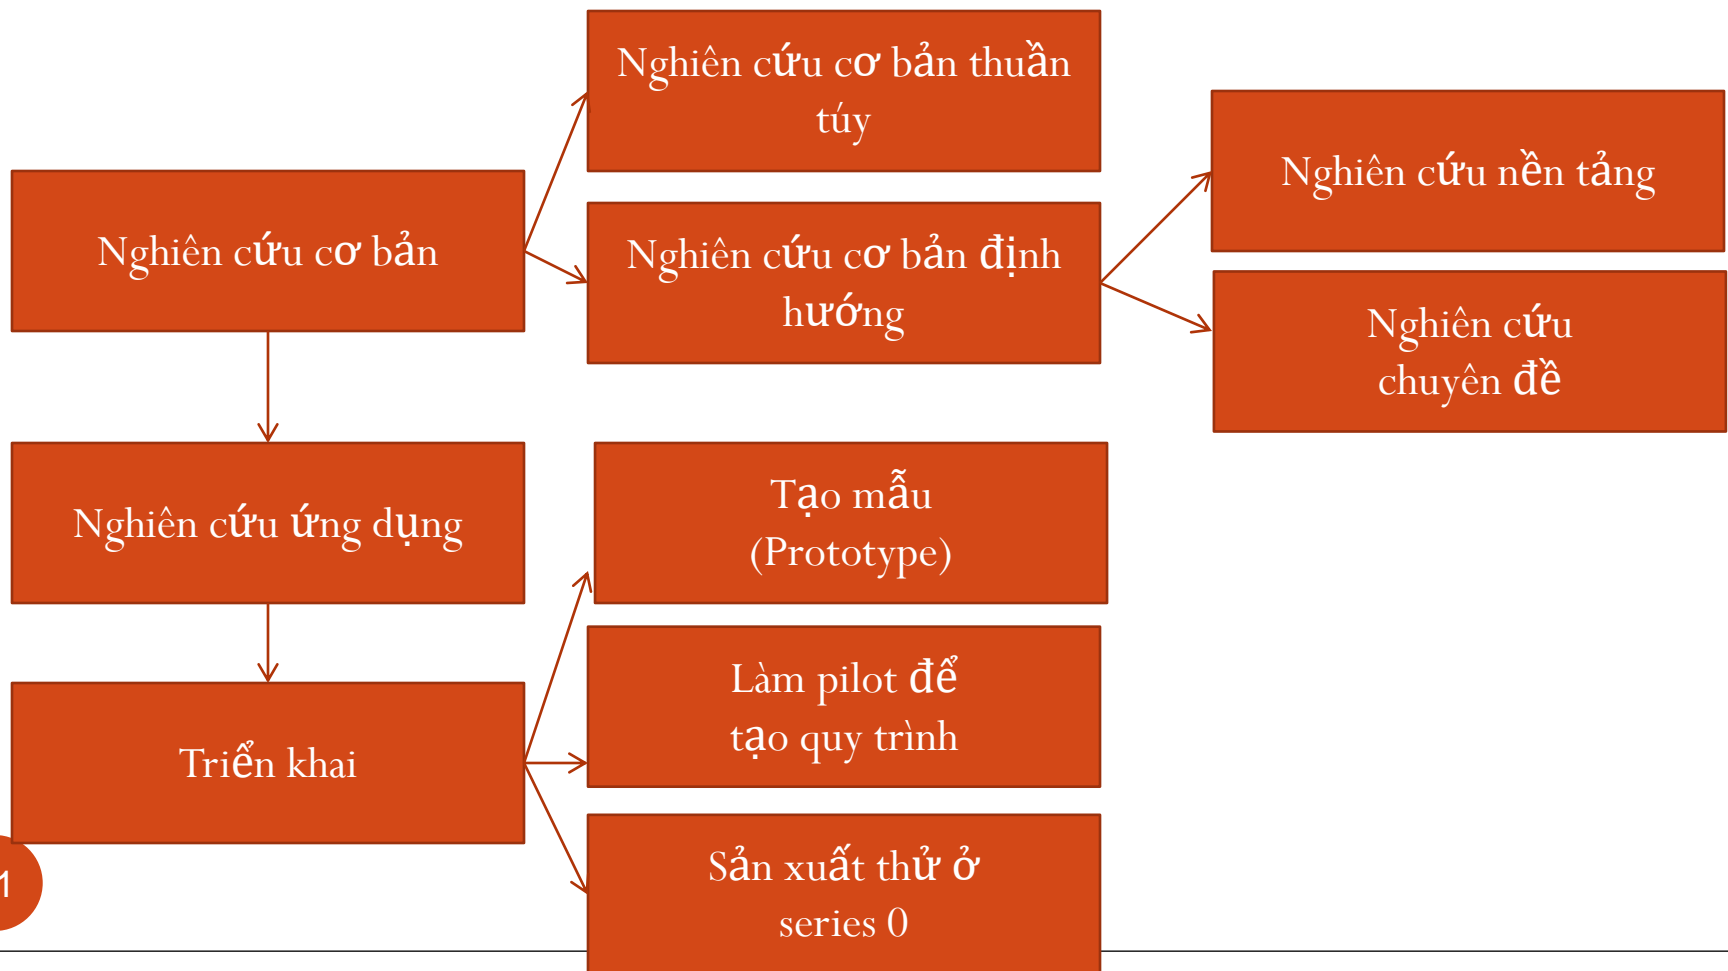 Nghiên cứu cơ bản thuần
túy
Nghiên cứu nền tảng
Nghiên cứu cơ bản
Nghiên cứu cơ bản định
hướng
Nghiên cứu
chuyên đề
Nghiên cứu ứng dụng
Tạo mẫu
(Prototype)
Làm pilot để
tạo quy trình
Triển khai
Sản xuất thử ở
series 0
1